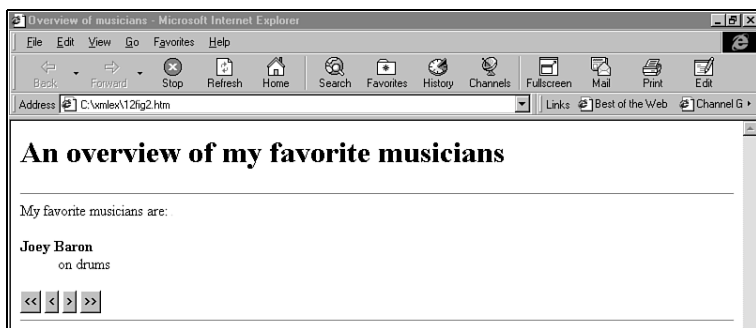 Overview of musicians - Microsoft Internet Explorer
File Edit View Go Favorites Help
Back Forward Stop Refresh Home Search Favorites History Channels Fullscreen Mail Print Edit
Address C:\xmlex\12fig2.htm Links Best of the Web Channel G
An overview of my favorite musicians
My favorite musicians are:
Joey Baron
on drums
<< < > >>